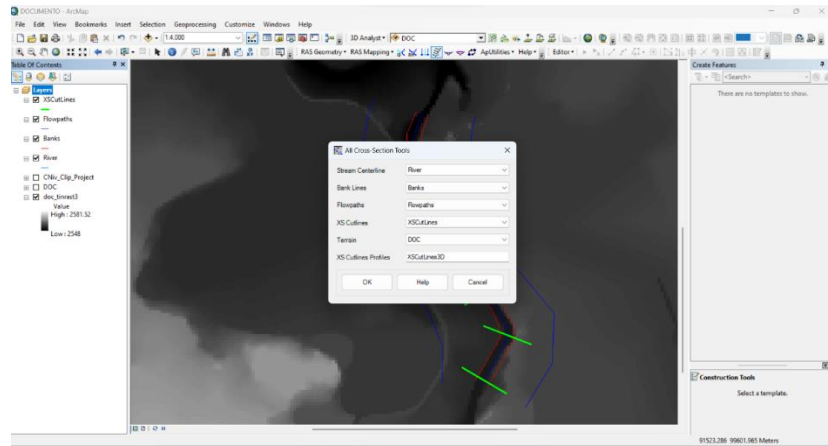 DOCUMENTO - ArcMap
File Edit View Bookmarks Insert Selection Geoprocessing Customize Windows Help
1:4.000
3D Analyst DOC
RAS Geometry RAS Mapping ApUtilities Help Editor
Table Of Contents
Layers
XSCutLines
Flowpaths
Banks
River
CNiv_Clip_Project
DOC
doc_tinrast3
Value
High : 2581.52
Low : 2548
All Cross-Section Tools
Stream Centerline River
Bank Lines Banks
Flowpaths Flowpaths
XS Cutlines XSCutLines
Terrain DOC
XS Cutlines Profiles XSCutLines3D
OK Help Cancel
Create Features
<Search>
There are no templates to show.
Construction Tools
Select a template.
91523.286 99601.965 Meters